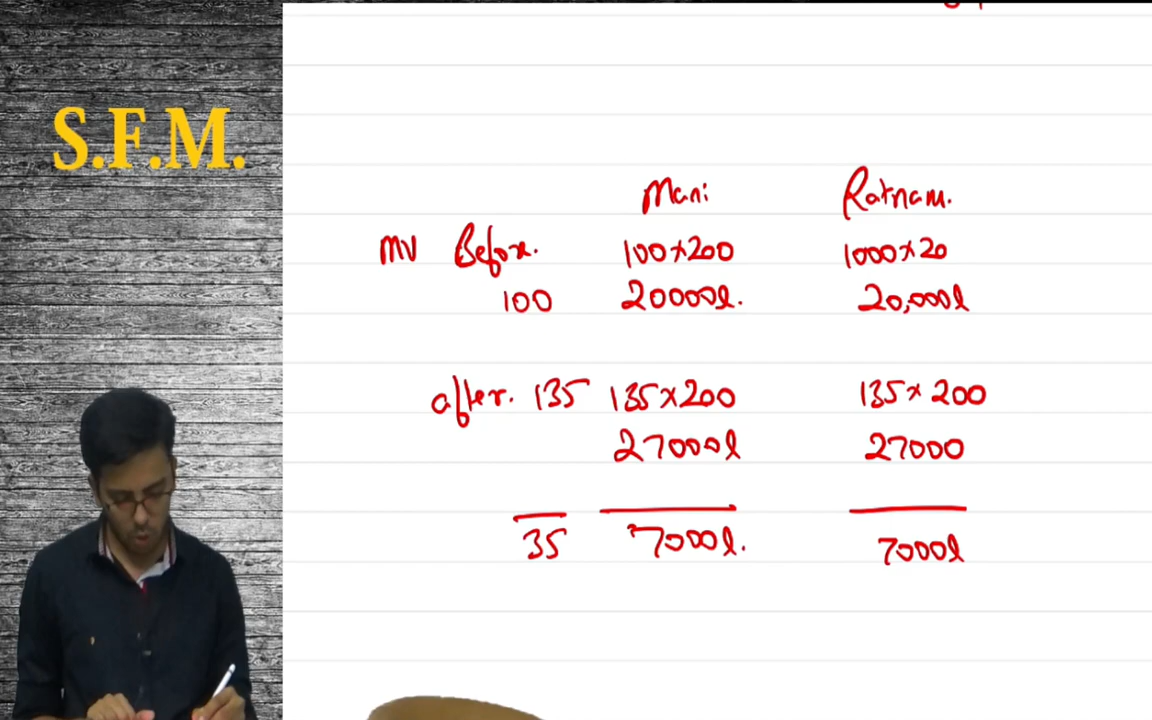 S.F.M.
Mani Ratnam.
MV Before. 100×200 1000×20
100 20000l. 20,000l
after. 135 135×200 135×200
27000l 27000
35 7000l. 7000l